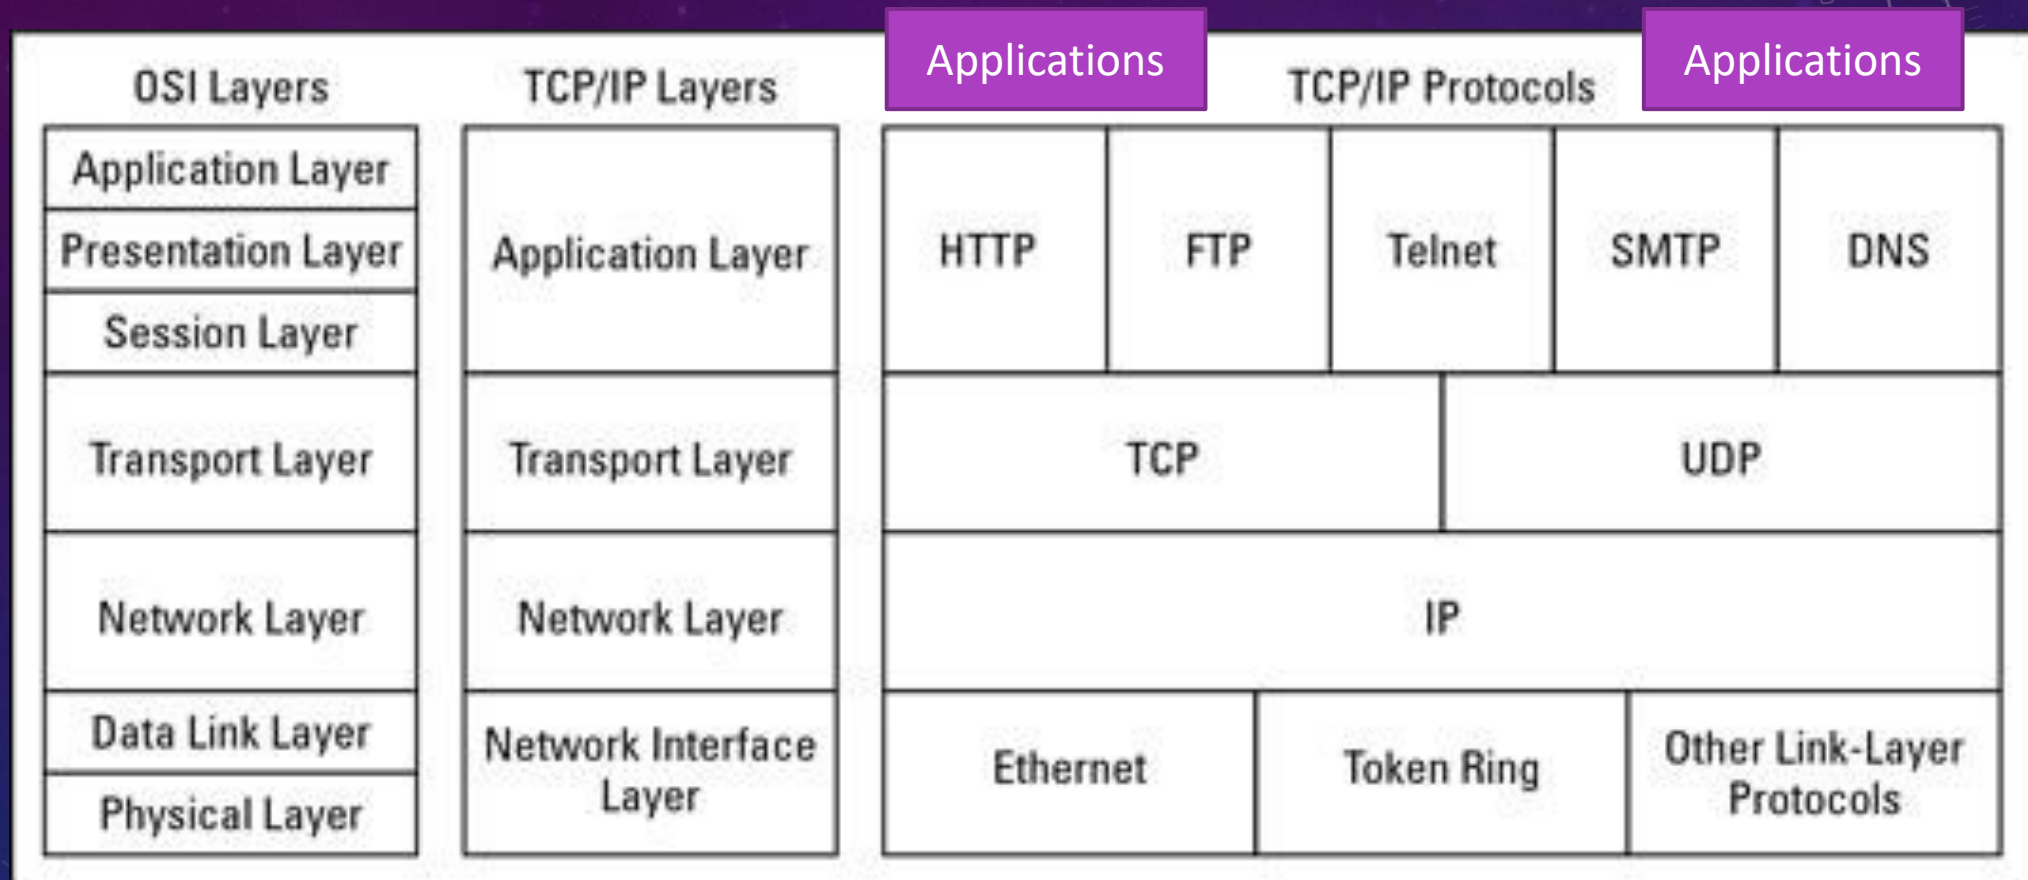 Applications
Applications
OSI Layers
TCP/IP Layers
TCP/IP Protocols
Application Layer
Presentation Layer
Session Layer
Transport Layer
Network Layer
Data Link Layer
Physical Layer
Application Layer
Transport Layer
Network Layer
Network Interface
Layer
HTTP
FTP
Telnet
SMTP
DNS
TCP
UDP
IP
Ethernet
Token Ring
Other Link-Layer
Protocols